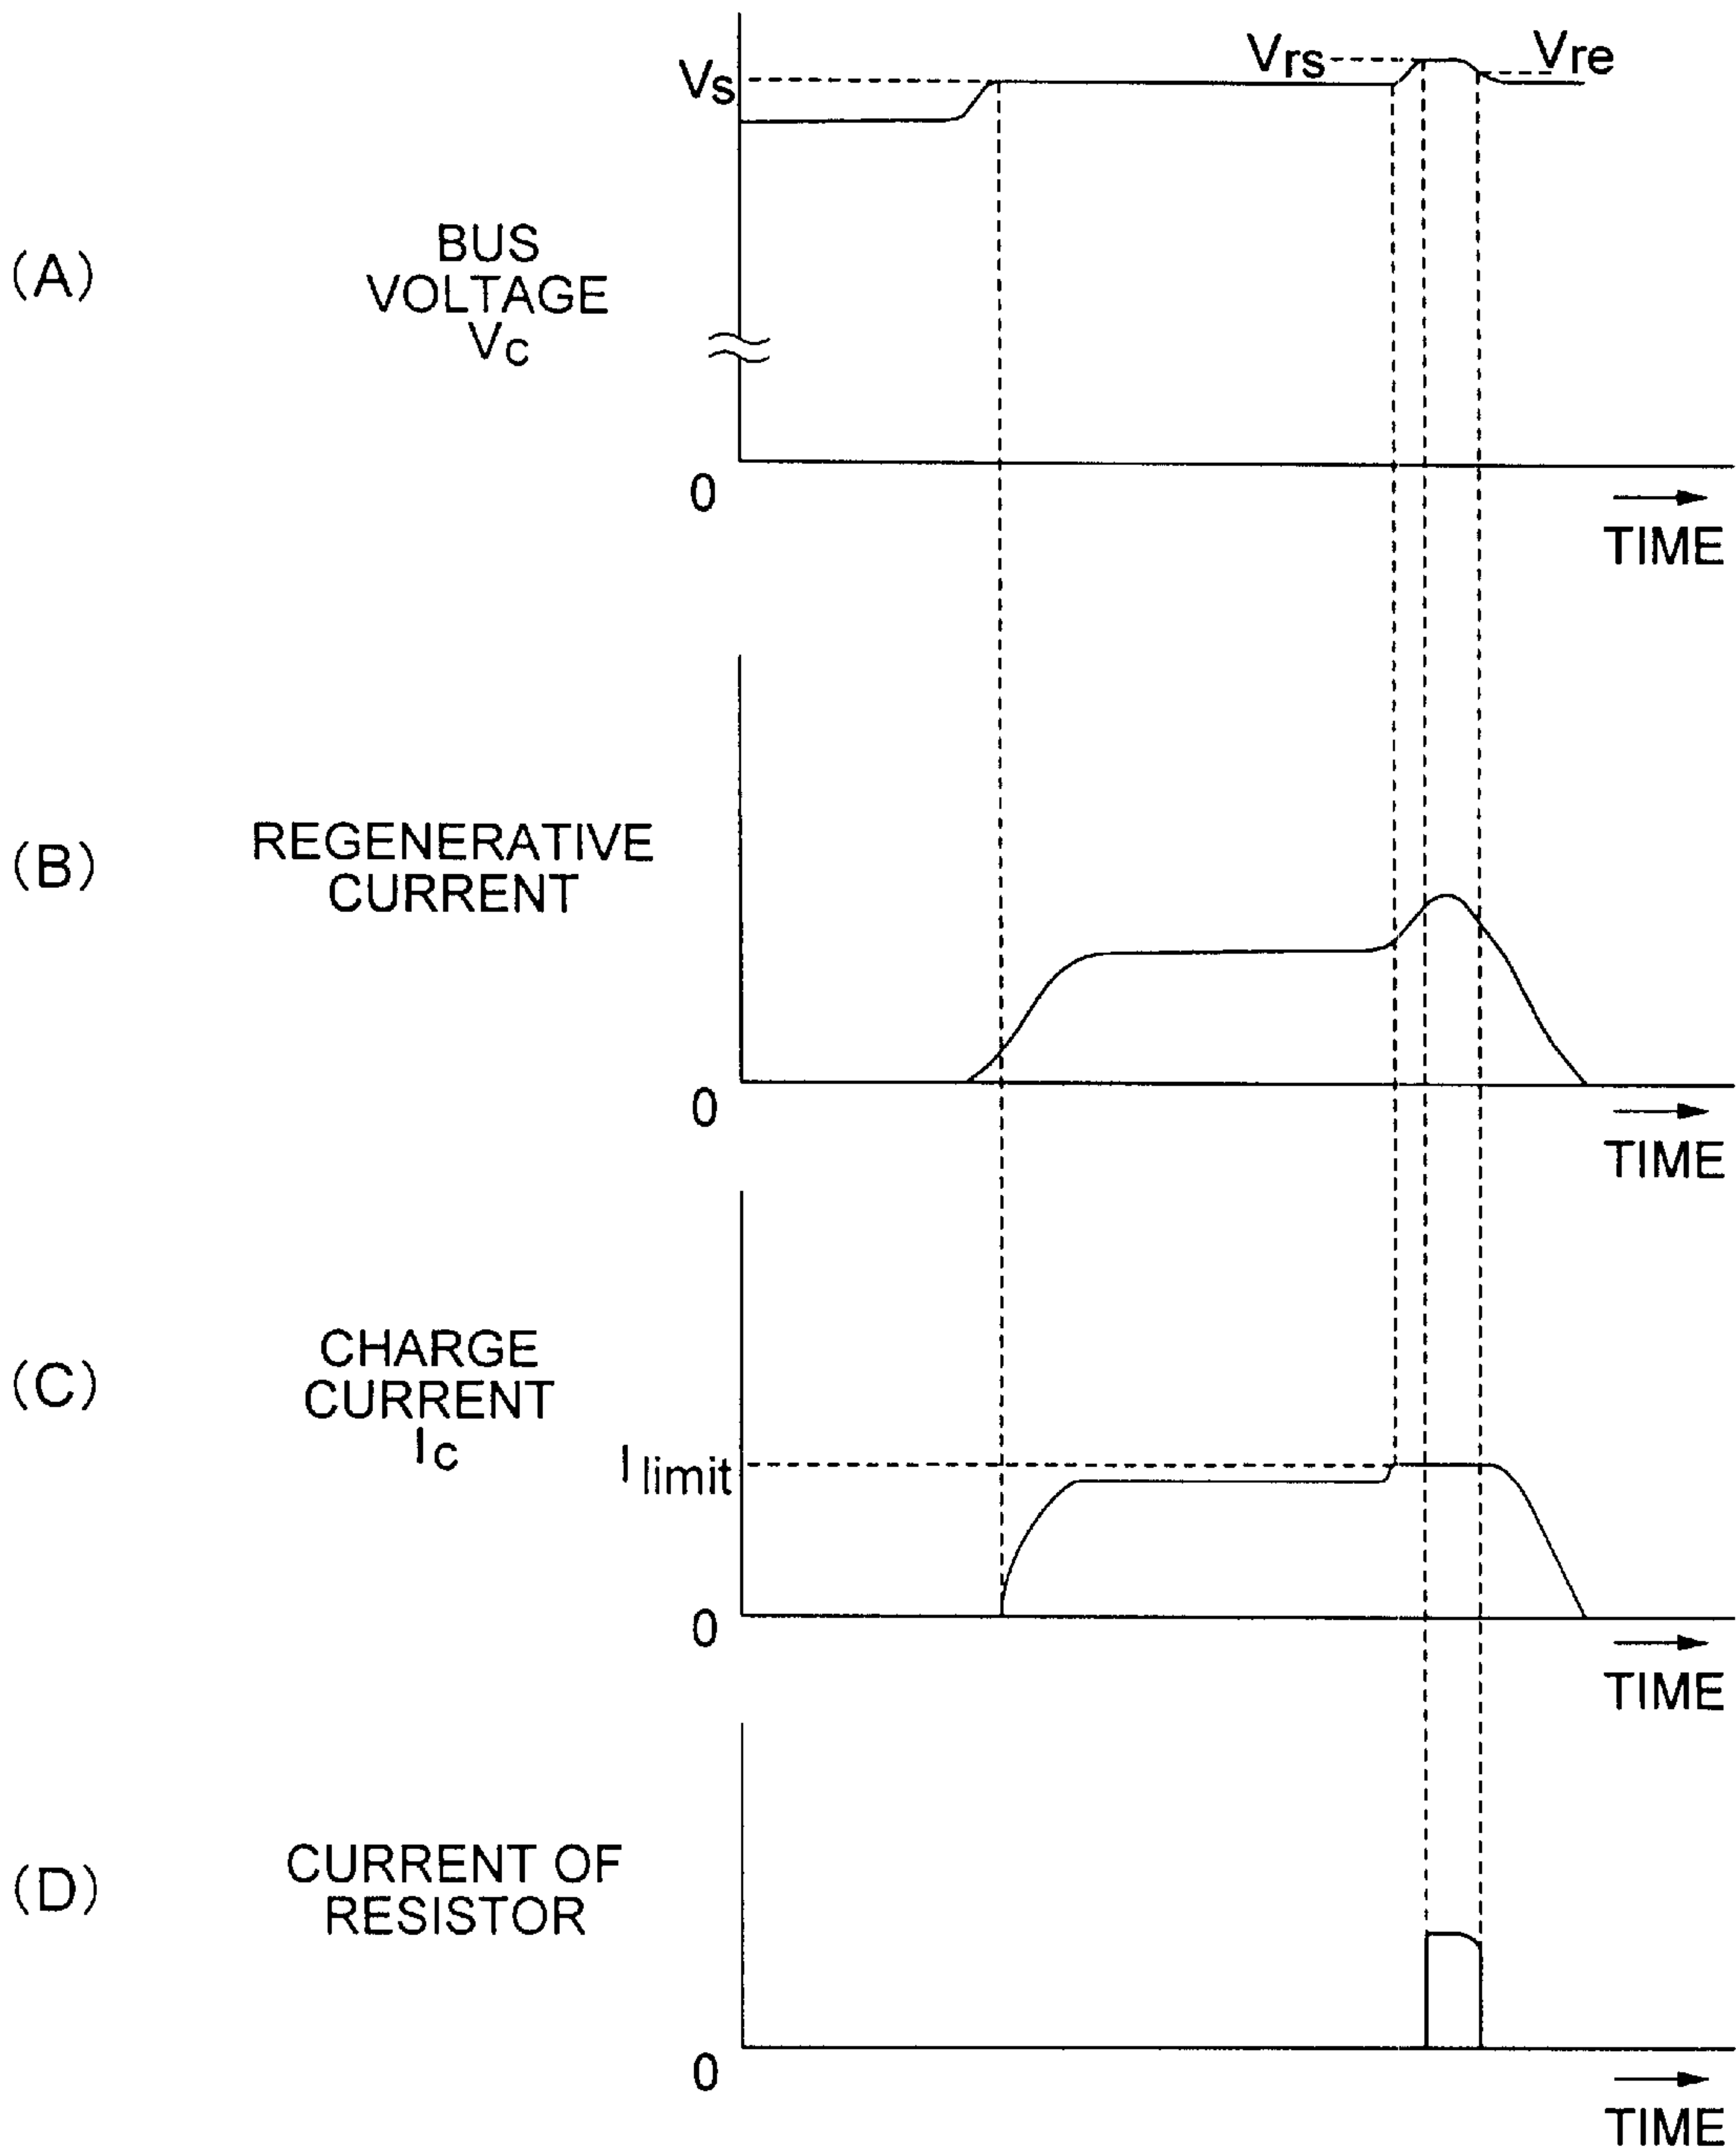 Vs
Vrs
Vre
(A)
BUS
VOLTAGE
Vc
0
TIME
(B)
REGENERATIVE
CURRENT
0
TIME
(C)
CHARGE
CURRENT
Ic
I limit
0
TIME
(D)
CURRENT OF
RESISTOR
0
TIME